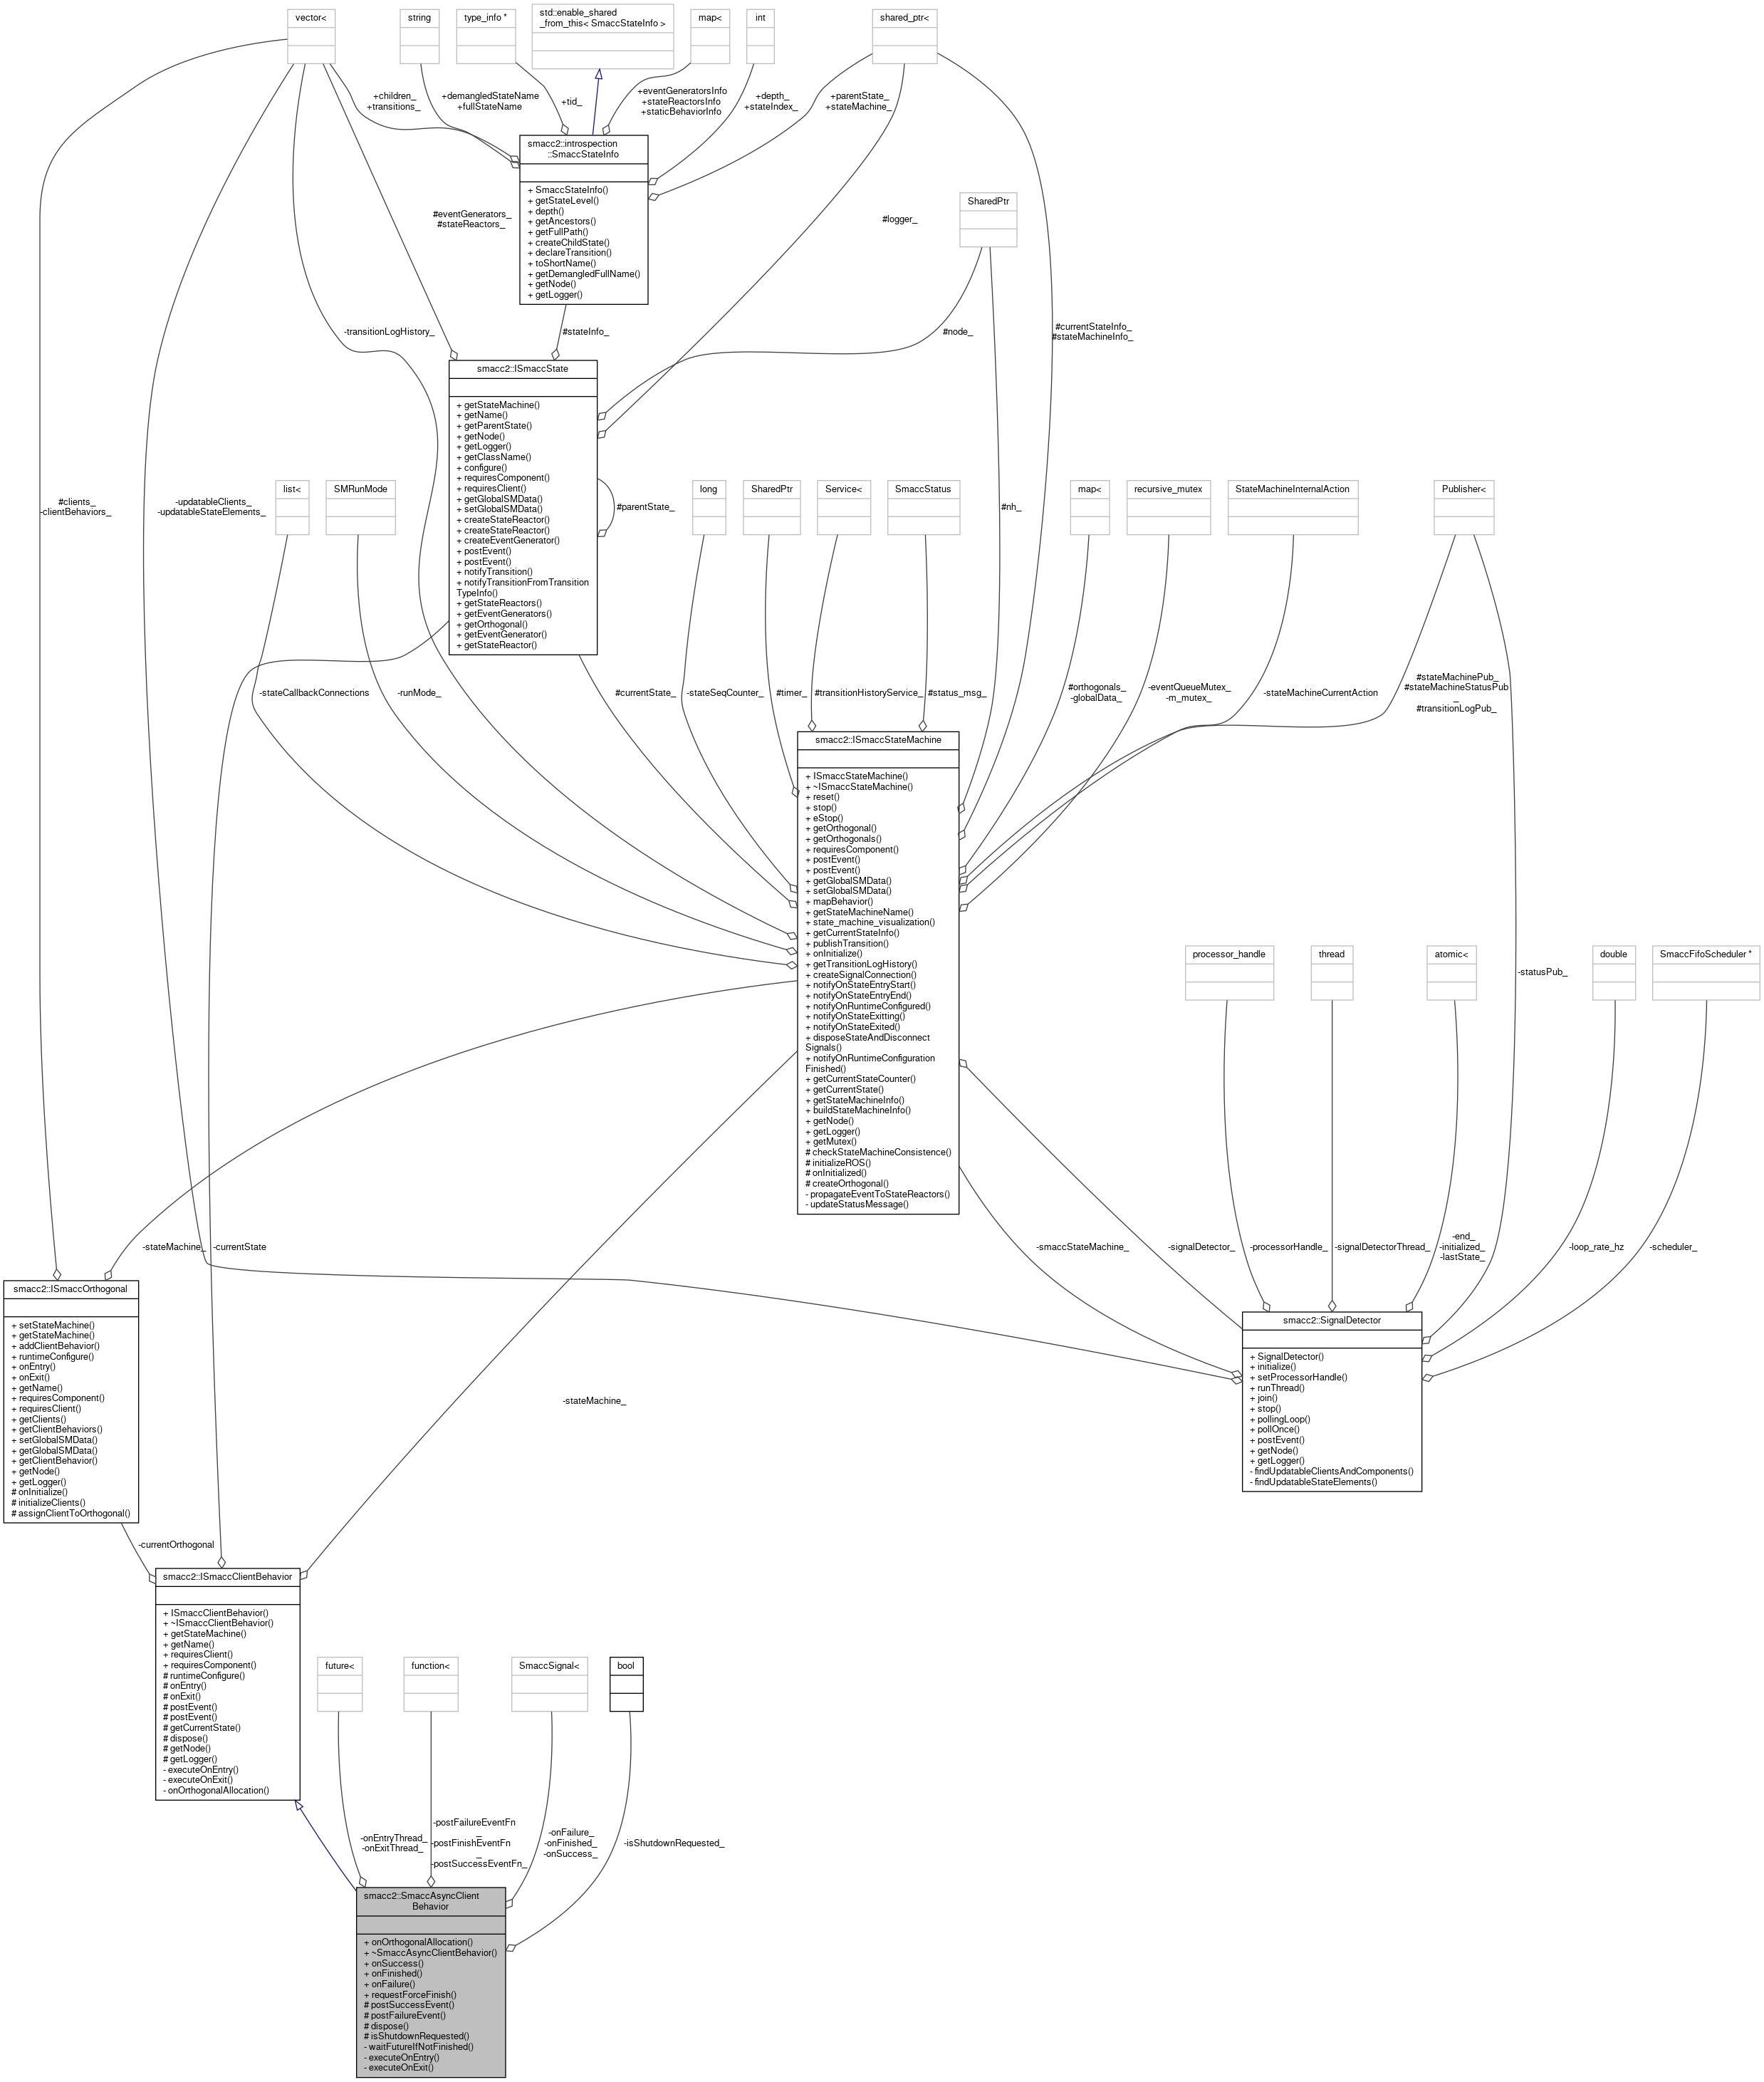 vector<
string
type_info *
std::enable_shared
_from_this< SmaccStateInfo >
map<
int
shared_ptr<
+children_
+transitions_
+demangledStateName
+fullStateName
+tid_
+eventGeneratorsInfo
+stateReactorsInfo
+staticBehaviorInfo
+depth_
+stateIndex_
+parentState_
+stateMachine_
smacc2::introspection
::SmaccStateInfo
+ SmaccStateInfo()
+ getStateLevel()
+ depth()
+ getAncestors()
+ getFullPath()
+ createChildState()
+ declareTransition()
+ toShortName()
+ getDemangledFullName()
+ getNode()
+ getLogger()
SharedPtr
#eventGenerators_
#stateReactors_
#logger_
-transitionLogHistory_
#stateInfo_
#node_
#currentStateInfo_
#stateMachineInfo_
smacc2::ISmaccState
+ getStateMachine()
+ getName()
+ getParentState()
+ getNode()
+ getLogger()
+ getClassName()
+ configure()
+ requiresComponent()
+ requiresClient()
+ getGlobalSMData()
+ setGlobalSMData()
+ createStateReactor()
+ createStateReactor()
+ createEventGenerator()
+ postEvent()
+ postEvent()
+ notifyTransition()
+ notifyTransitionFromTransition
TypeInfo()
+ getStateReactors()
+ getEventGenerators()
+ getOrthogonal()
+ getEventGenerator()
+ getStateReactor()
#parentState_
#clients_
-clientBehaviors_
-updatableClients_
-updatableStateElements_
list<
SMRunMode
long
SharedPtr
Service<
SmaccStatus
#nh_
map<
recursive_mutex
StateMachineInternalAction
Publisher<
-stateCallbackConnections
-runMode_
#currentState_
-stateSeqCounter_
#timer_
#transitionHistoryService_
#status_msg_
#orthogonals_
-globalData_
-eventQueueMutex_
-m_mutex_
-stateMachineCurrentAction
#stateMachinePub_
#stateMachineStatusPub
_
#transitionLogPub_
smacc2::ISmaccStateMachine
+ ISmaccStateMachine()
+ ~ISmaccStateMachine()
+ reset()
+ stop()
+ eStop()
+ getOrthogonal()
+ getOrthogonals()
+ requiresComponent()
+ postEvent()
+ postEvent()
+ getGlobalSMData()
+ setGlobalSMData()
+ mapBehavior()
+ getStateMachineName()
+ state_machine_visualization()
+ getCurrentStateInfo()
+ publishTransition()
+ onInitialize()
+ getTransitionLogHistory()
+ createSignalConnection()
+ notifyOnStateEntryStart()
+ notifyOnStateEntryEnd()
+ notifyOnRuntimeConfigured()
+ notifyOnStateExitting()
+ notifyOnStateExited()
+ disposeStateAndDisconnect
Signals()
+ notifyOnRuntimeConfiguration
Finished()
+ getCurrentStateCounter()
+ getCurrentState()
+ getStateMachineInfo()
+ buildStateMachineInfo()
+ getNode()
+ getLogger()
+ getMutex()
# checkStateMachineConsistence()
# initializeROS()
# onInitialized()
# createOrthogonal()
- propagateEventToStateReactors()
- updateStatusMessage()
processor_handle
thread
atomic<
double
SmaccFifoScheduler *
-statusPub_
-stateMachine_
-currentState
-smaccStateMachine_
-signalDetector_
-processorHandle_
-signalDetectorThread_
-end_
-initialized_
-lastState_
-loop_rate_hz
-scheduler_
smacc2::ISmaccOrthogonal
+ setStateMachine()
+ getStateMachine()
+ addClientBehavior()
+ runtimeConfigure()
+ onEntry()
+ onExit()
+ getName()
+ requiresComponent()
+ requiresClient()
+ getClients()
+ getClientBehaviors()
+ setGlobalSMData()
+ getGlobalSMData()
+ getClientBehavior()
+ getNode()
+ getLogger()
# onInitialize()
# initializeClients()
# assignClientToOrthogonal()
smacc2::SignalDetector
+ SignalDetector()
+ initialize()
+ setProcessorHandle()
+ runThread()
+ join()
+ stop()
+ pollingLoop()
+ pollOnce()
+ postEvent()
+ getNode()
+ getLogger()
- findUpdatableClientsAndComponents()
- findUpdatableStateElements()
-stateMachine_
-currentOrthogonal
smacc2::ISmaccClientBehavior
+ ISmaccClientBehavior()
+ ~ISmaccClientBehavior()
+ getStateMachine()
+ getName()
+ requiresClient()
+ requiresComponent()
# runtimeConfigure()
# onEntry()
# onExit()
# postEvent()
# postEvent()
# getCurrentState()
# dispose()
# getNode()
# getLogger()
- executeOnEntry()
- executeOnExit()
- onOrthogonalAllocation()
future<
function<
SmaccSignal<
bool
-onEntryThread_
-onExitThread_
-postFailureEventFn
_
-postFinishEventFn
_
-postSuccessEventFn_
-onFailure_
-onFinished_
-onSuccess_
-isShutdownRequested_
smacc2::SmaccAsyncClient
Behavior
+ onOrthogonalAllocation()
+ ~SmaccAsyncClientBehavior()
+ onSuccess()
+ onFinished()
+ onFailure()
+ requestForceFinish()
# postSuccessEvent()
# postFailureEvent()
# dispose()
# isShutdownRequested()
- waitFutureIfNotFinished()
- executeOnEntry()
- executeOnExit()